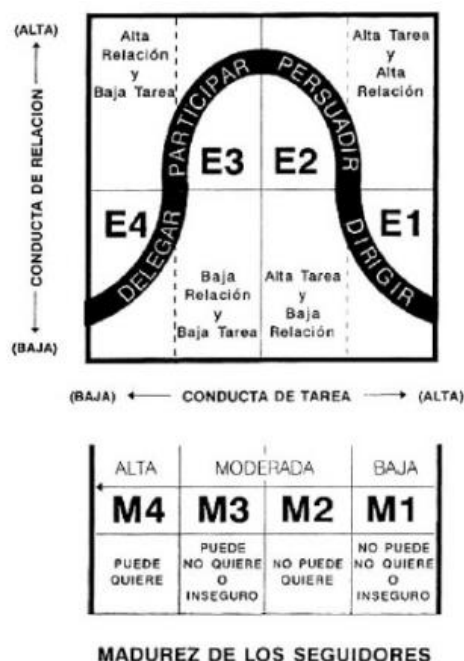 (ALTA)
CONDUCTA DE RELACION
(BAJA)
Alta
Relación
y
Baja Tarea
Alta Tarea
y
Alta
Relación
PARTICIPAR
PERSUADIR
E3
E2
E4
E1
DELEGAR
DIRIGIR
Baja
Relación
y
Baja Tarea
Alta Tarea
y
Baja
Relación
(BAJA) CONDUCTA DE TAREA (ALTA)
ALTA MODERADA BAJA
M4 M3 M2 M1
PUEDE
QUIERE
PUEDE
NO QUIERE
O
INSEGURO
NO PUEDE
QUIERE
NO PUEDE
NO QUIERE
O
INSEGURO
MADUREZ DE LOS SEGUIDORES